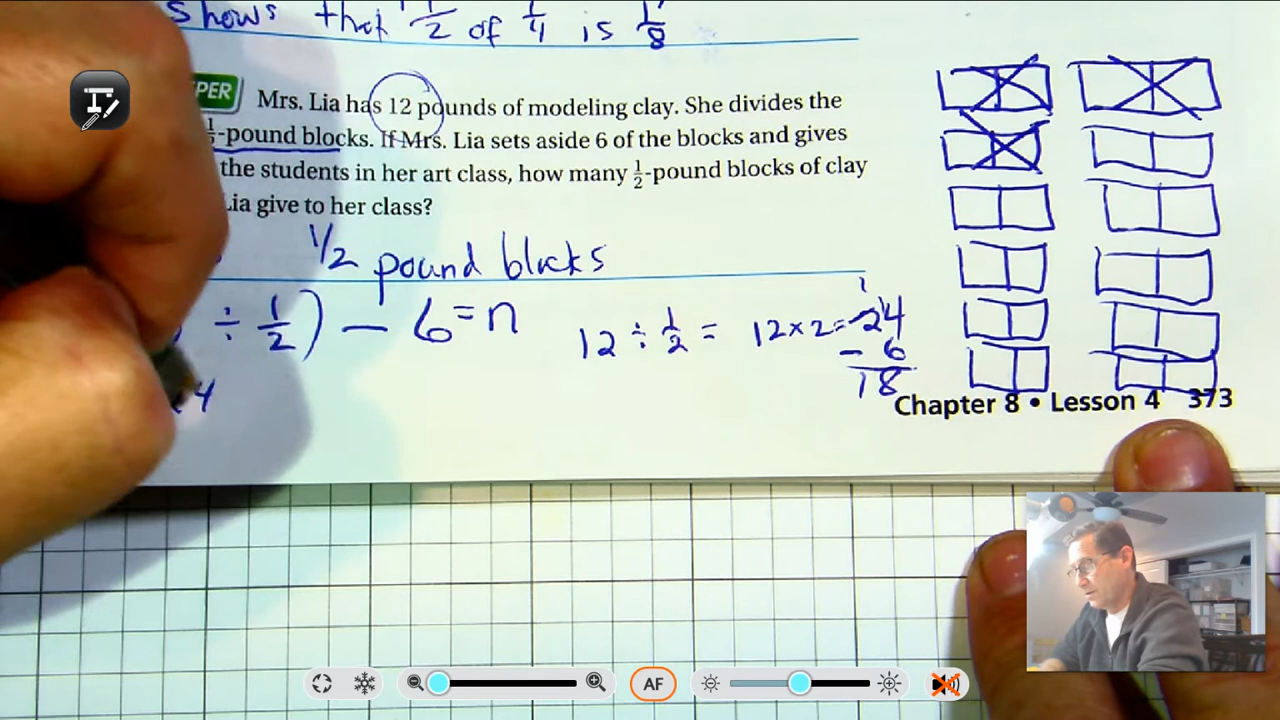 shows that 1/2 of 1/4 is 1/8
PER Mrs. Lia has 12 pounds of modeling clay. She divides the
-pound blocks. If Mrs. Lia sets aside 6 of the blocks and gives
the students in her art class, how many 1/2-pound blocks of clay
Lia give to her class?
1/2 pound blocks
÷ 1/2) - 6 = n
12 ÷ 1/2 = 12 x 2 = 24
- 6
18
4
Chapter 8 • Lesson 4 373
AF